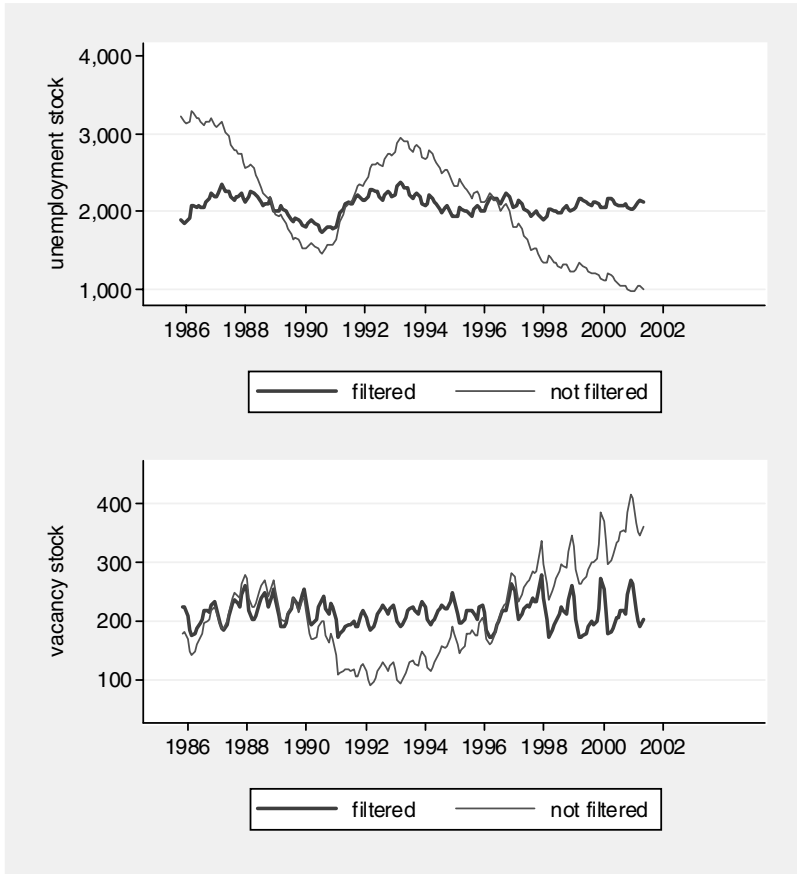 unemployment stock
4,000
3,000
2,000
1,000
1986 1988 1990 1992 1994 1996 1998 2000 2002
filtered not filtered
vacancy stock
400
300
200
100
1986 1988 1990 1992 1994 1996 1998 2000 2002
filtered not filtered